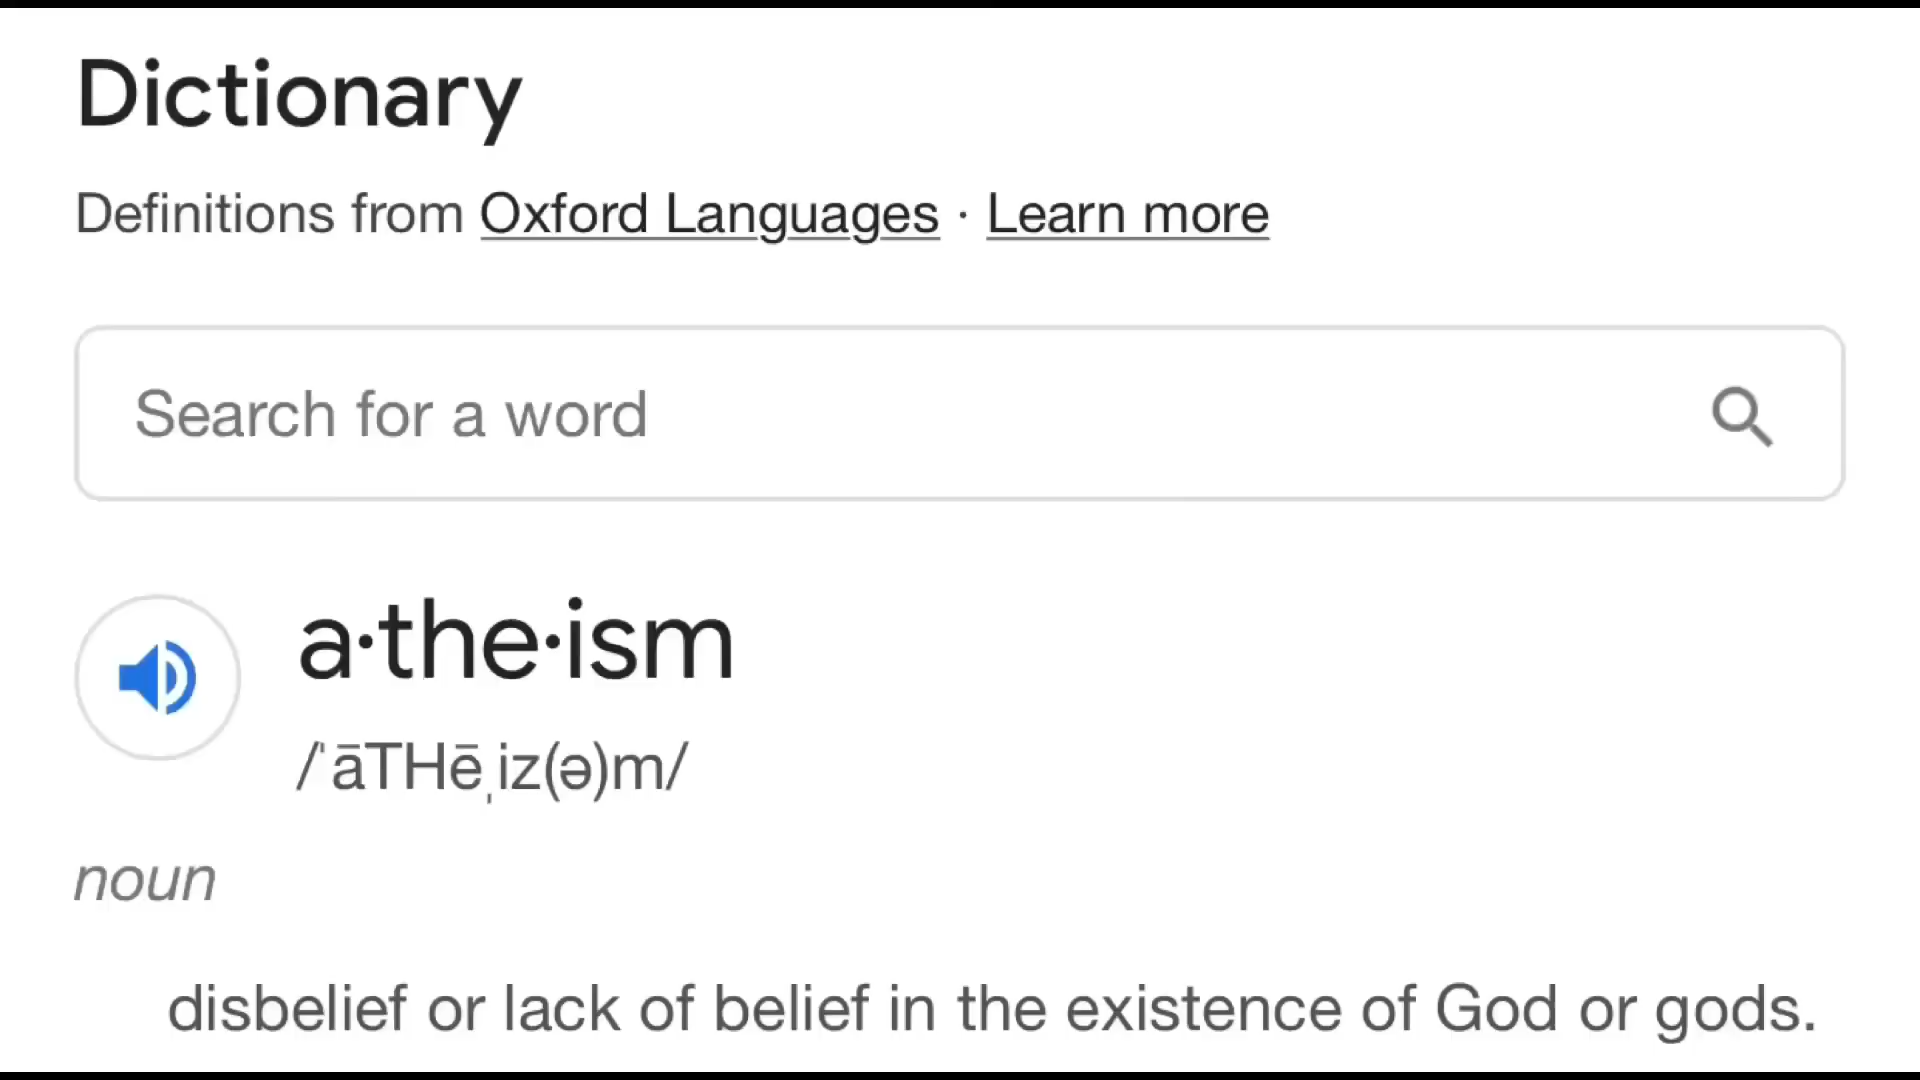 Dictionary
Definitions from Oxford Languages · Learn more
Search for a word
a·the·ism
/ˈāTHēˌiz(ə)m/
noun
disbelief or lack of belief in the existence of God or gods.